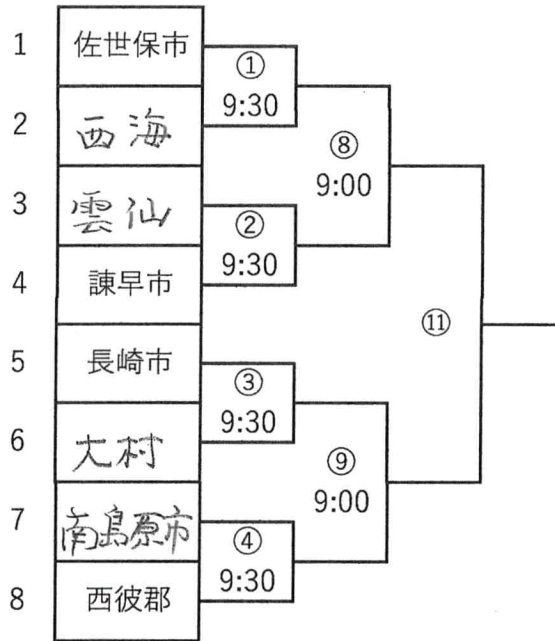 1 佐世保市
①
9:30
2 西海
⑧
9:00
3 雲仙
②
9:30
4 諫早市
⑪
5 長崎市
③
9:30
6 大村
⑨
9:00
7 南島原市
④
9:30
8 西彼郡